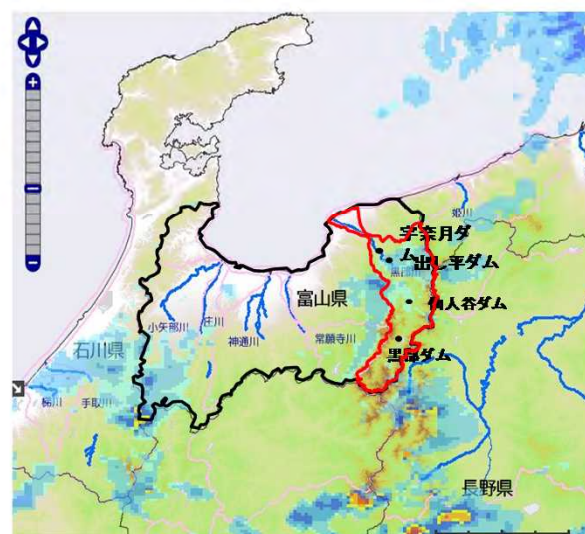 姫川
宇奈月ダ
ム
出し平ダム
富山県
仙人谷ダム
小矢部川
庄川
神通川
常願寺川
黒部ダム
石川県
梯川
手取川
長野県